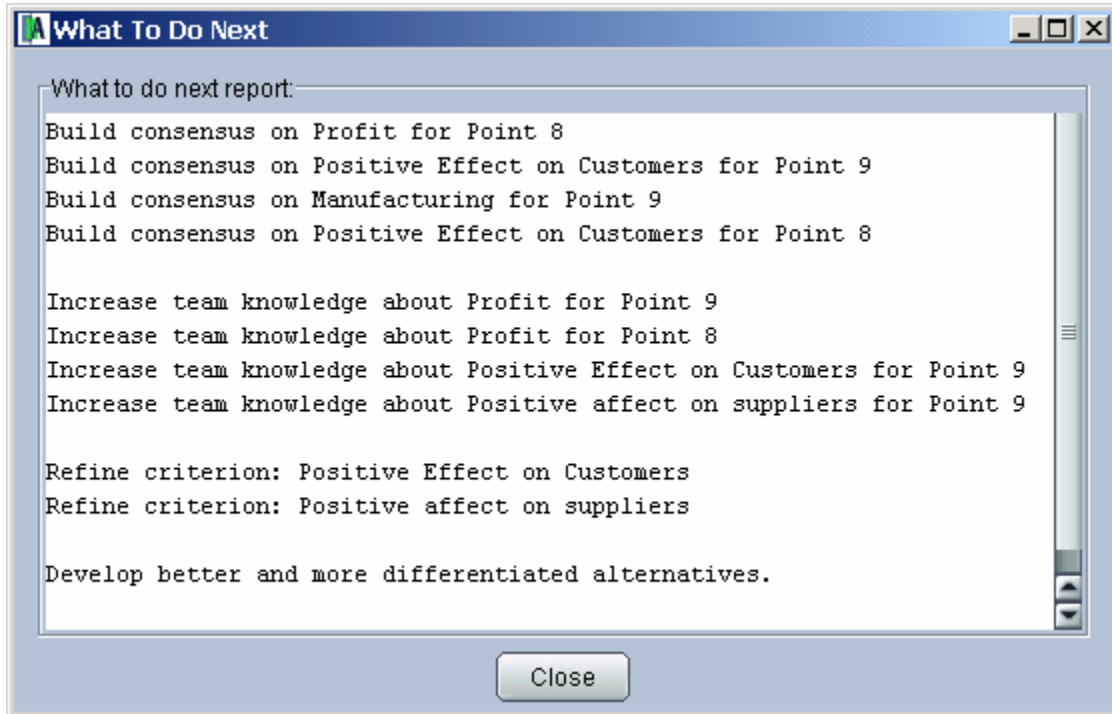 What To Do Next
What to do next report:
Build consensus on Profit for Point 8
Build consensus on Positive Effect on Customers for Point 9
Build consensus on Manufacturing for Point 9
Build consensus on Positive Effect on Customers for Point 8
Increase team knowledge about Profit for Point 9
Increase team knowledge about Profit for Point 8
Increase team knowledge about Positive Effect on Customers for Point 9
Increase team knowledge about Positive affect on suppliers for Point 9
Refine criterion: Positive Effect on Customers
Refine criterion: Positive affect on suppliers
Develop better and more differentiated alternatives.
Close